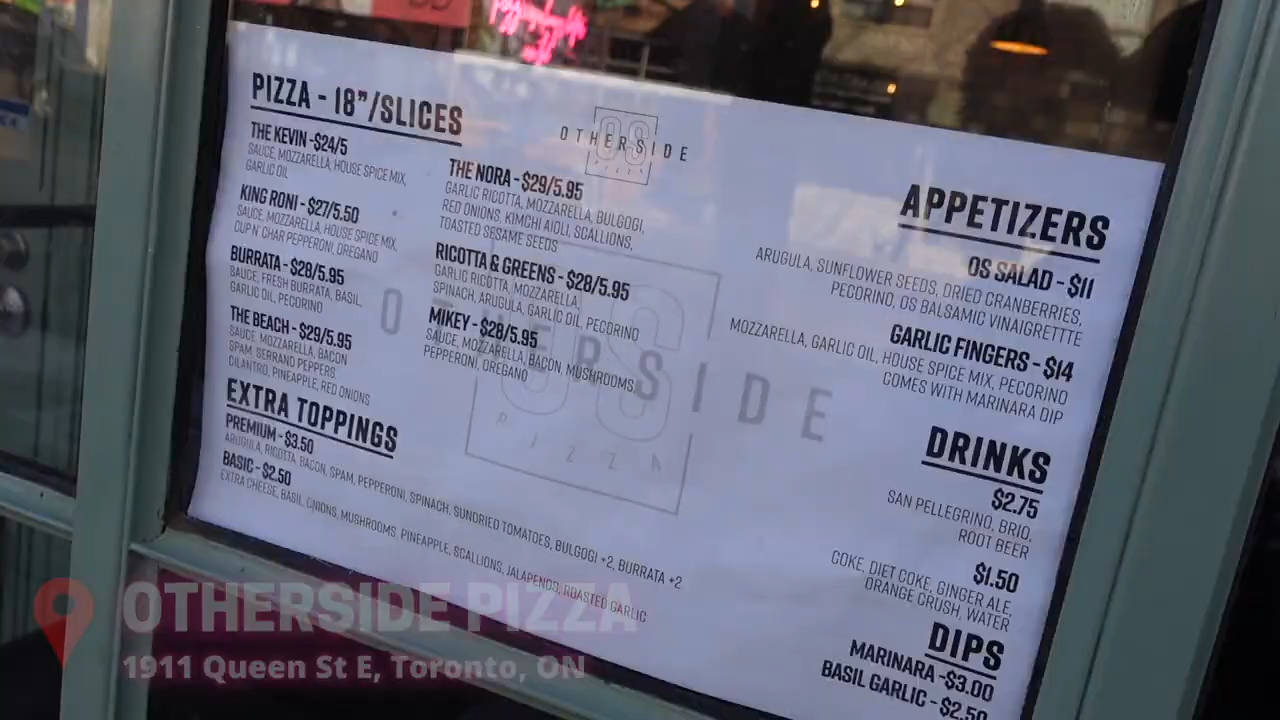 PIZZA - 18"/SLICES
THE KEVIN -$24/5
SAUCE, MOZZARELLA, HOUSE SPICE MIX,
GARLIC OIL
KING RONI - $27/5.50
SAUCE, MOZZARELLA, HOUSE SPICE MIX,
CUP N' CHAR PEPPERONI, OREGANO
BURRATA - $28/5.95
SAUCE, FRESH BURRATA, BASIL,
GARLIC OIL, PECORINO
THE BEACH - $29/5.95
SAUCE, MOZZARELLA, BACON
SPAM, SERRANO PEPPERS
CILANTRO, PINEAPPLE, RED ONIONS
OS
OTHERSIDE
PIZZA
THE NORA - $29/5.95
GARLIC RICOTTA, MOZZARELLA, BULGOGI,
RED ONIONS, KIMCHI AIOLI, SCALLIONS,
TOASTED SESAME SEEDS
RICOTTA & GREENS - $28/5.95
GARLIC RICOTTA, MOZZARELLA,
SPINACH, ARUGULA, GARLIC OIL, PECORINO
MIKEY - $28/5.95
SAUCE, MOZZARELLA, BACON, MUSHROOMS,
PEPPERONI, OREGANO
OS
OTHERSIDE
PIZZA
EXTRA TOPPINGS
PREMIUM - $3.50
ARUGULA, RICOTTA, BACON, SPAM, PEPPERONI, SPINACH, SUNDRIED TOMATOES, BULGOGI +2, BURRATA +2
BASIC - $2.50
EXTRA CHEESE, BASIL, ONIONS, MUSHROOMS, PINEAPPLE, SCALLIONS, JALAPENOS, ROASTED GARLIC
APPETIZERS
OS SALAD - $11
ARUGULA, SUNFLOWER SEEDS, DRIED CRANBERRIES,
PECORINO, OS BALSAMIC VINAIGRETTTE
GARLIC FINGERS - $14
MOZZARELLA, GARLIC OIL, HOUSE SPICE MIX, PECORINO
COMES WITH MARINARA DIP
DRINKS
$2.75
SAN PELLEGRINO, BRIO,
ROOT BEER
$1.50
COKE, DIET COKE, GINGER ALE,
ORANGE CRUSH, WATER
DIPS
MARINARA -$3.00
BASIL GARLIC - $2.50
OTHERSIDE PIZZA
1911 Queen St E, Toronto, ON